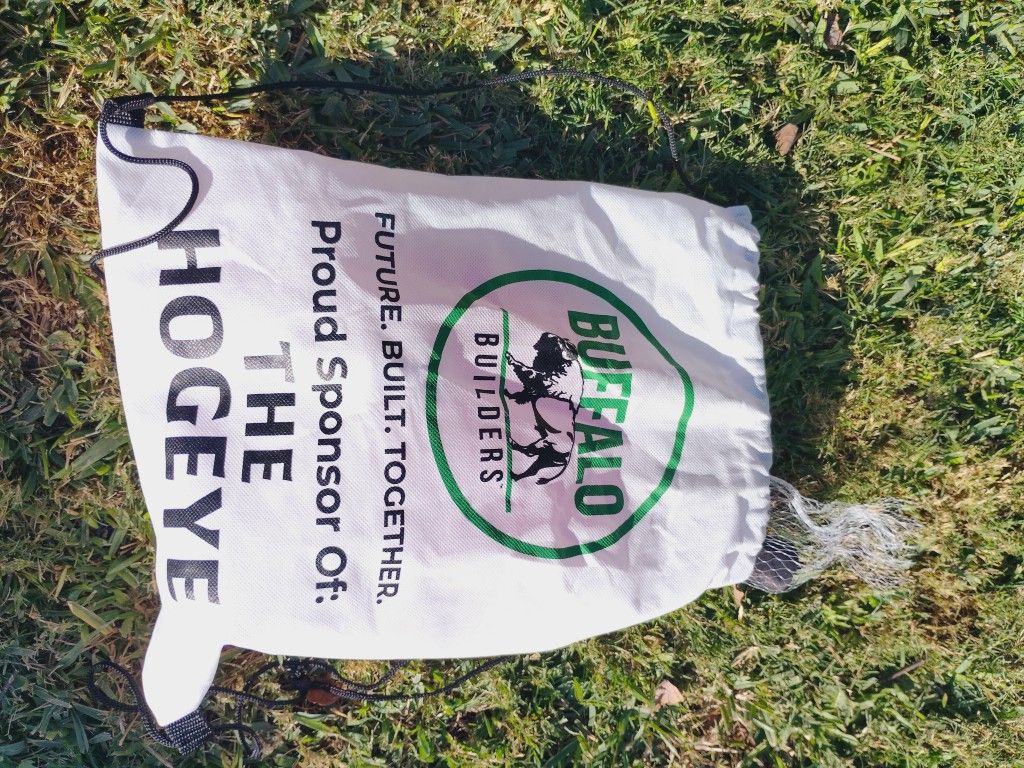 BUFFALO
BUILDERS
FUTURE. BUILT. TOGETHER.
Proud Sponsor Of:
THE
HOGEYE